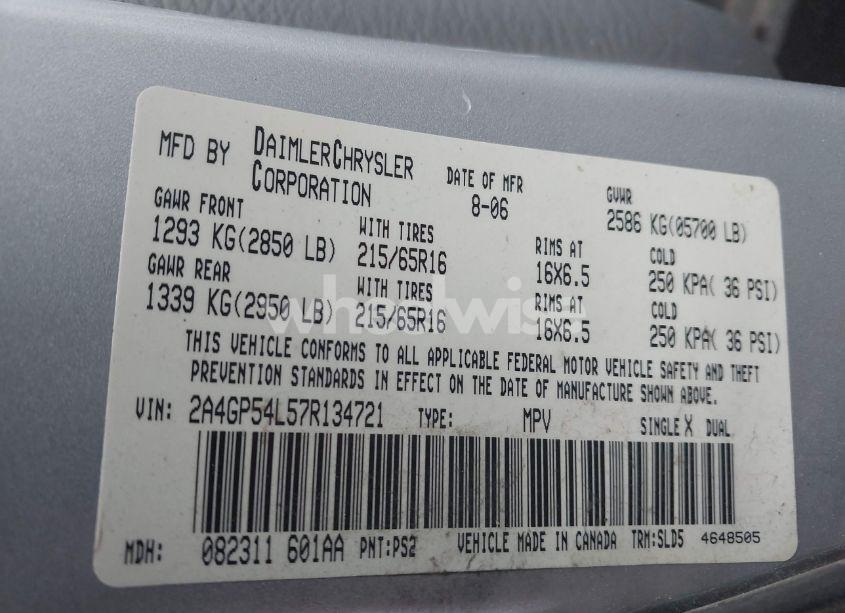 MFD BY DAIMLERCHRYSLER CORPORATION DATE OF MFR 8-06 GVWR 2586 KG(05700 LB)
GAWR FRONT WITH TIRES RIMS AT COLD
1293 KG(2850 LB) 215/65R16 16X6.5 250 KPA( 36 PSI)
GAWR REAR WITH TIRES RIMS AT COLD
1339 KG(2950 LB) 215/65R16 16X6.5 250 KPA( 36 PSI)
wheelwise
THIS VEHICLE CONFORMS TO ALL APPLICABLE FEDERAL MOTOR VEHICLE SAFETY AND THEFT
PREVENTION STANDARDS IN EFFECT ON THE DATE OF MANUFACTURE SHOWN ABOVE.
VIN: 2A4GP54L57R134721 TYPE: MPV SINGLE X DUAL
MDH: 082311 601AA PNT:PS2 VEHICLE MADE IN CANADA TRM:SLD5 4648505